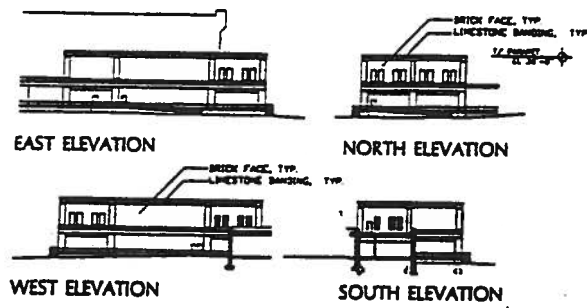 BRICK FACE, TYP.
LIMESTONE BANDING, TYP.
T/ PARAPET
EAST ELEVATION
NORTH ELEVATION
BRICK FACE, TYP.
LIMESTONE BANDING, TYP.
WEST ELEVATION
SOUTH ELEVATION